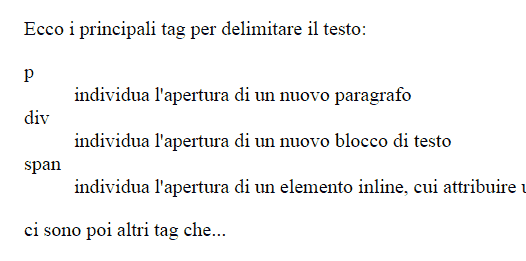 Ecco i principali tag per delimitare il testo:
p
individua l'apertura di un nuovo paragrafo
div
individua l'apertura di un nuovo blocco di testo
span
individua l'apertura di un elemento inline, cui attribuire
ci sono poi altri tag che...